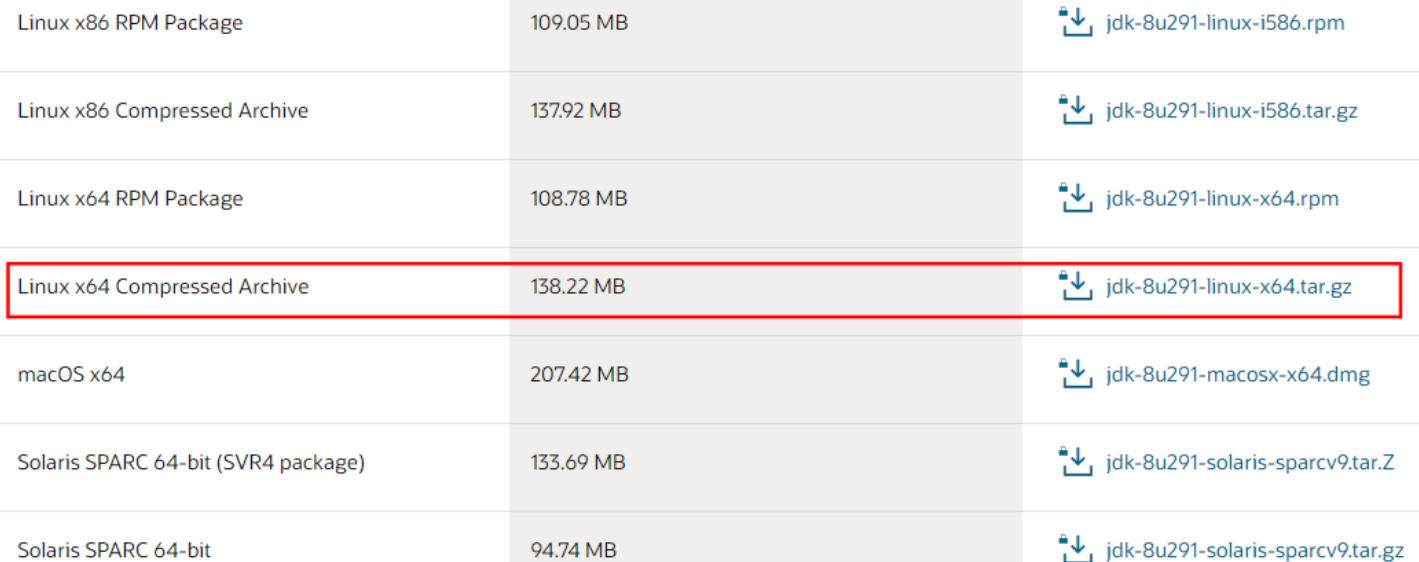 Linux x86 RPM Package 109.05 MB jdk-8u291-linux-i586.rpm
Linux x86 Compressed Archive 137.92 MB jdk-8u291-linux-i586.tar.gz
Linux x64 RPM Package 108.78 MB jdk-8u291-linux-x64.rpm
Linux x64 Compressed Archive 138.22 MB jdk-8u291-linux-x64.tar.gz
macOS x64 207.42 MB jdk-8u291-macosx-x64.dmg
Solaris SPARC 64-bit (SVR4 package) 133.69 MB jdk-8u291-solaris-sparcv9.tar.Z
Solaris SPARC 64-bit 94.74 MB jdk-8u291-solaris-sparcv9.tar.gz